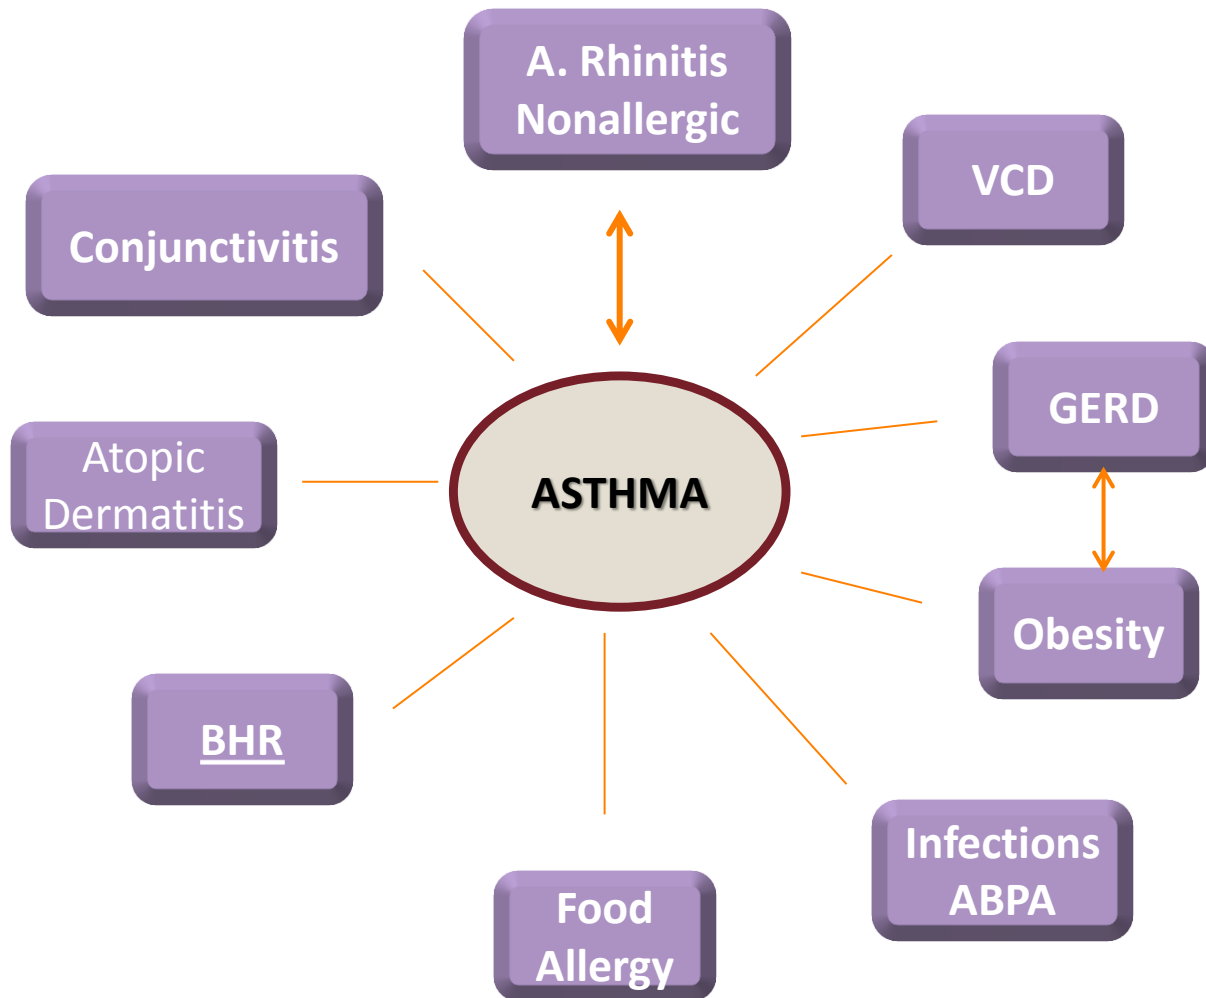 A. Rhinitis
Nonallergic
VCD
Conjunctivitis
GERD
Atopic
Dermatitis
ASTHMA
Obesity
BHR
Infections
ABPA
Food
Allergy